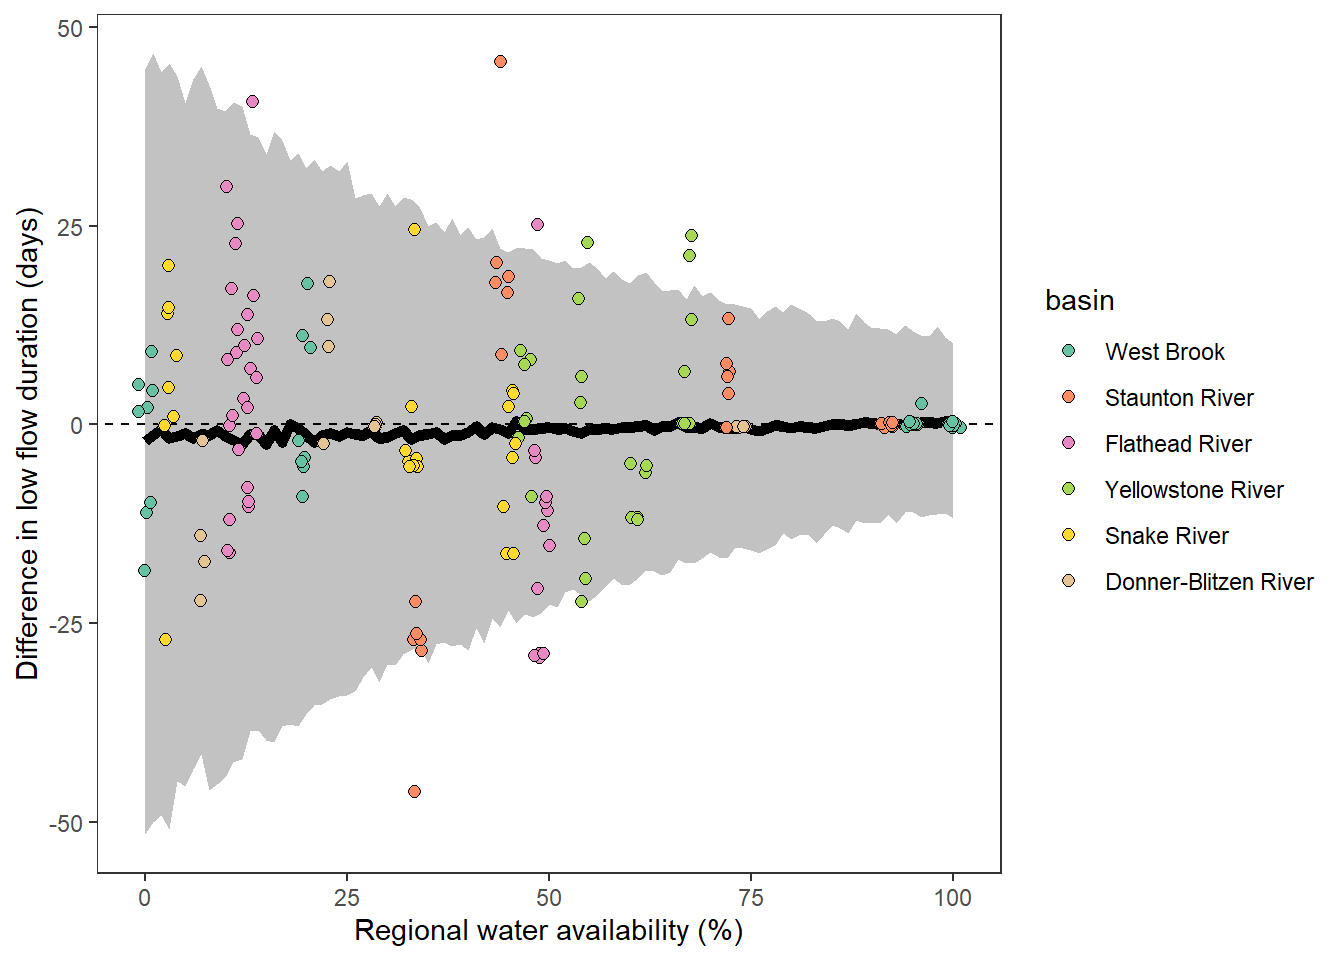 50
25
0
-25
-50
Difference in low flow duration (days)
0 25 50 75 100
Regional water availability (%)
basin
West Brook
Staunton River
Flathead River
Yellowstone River
Snake River
Donner-Blitzen River